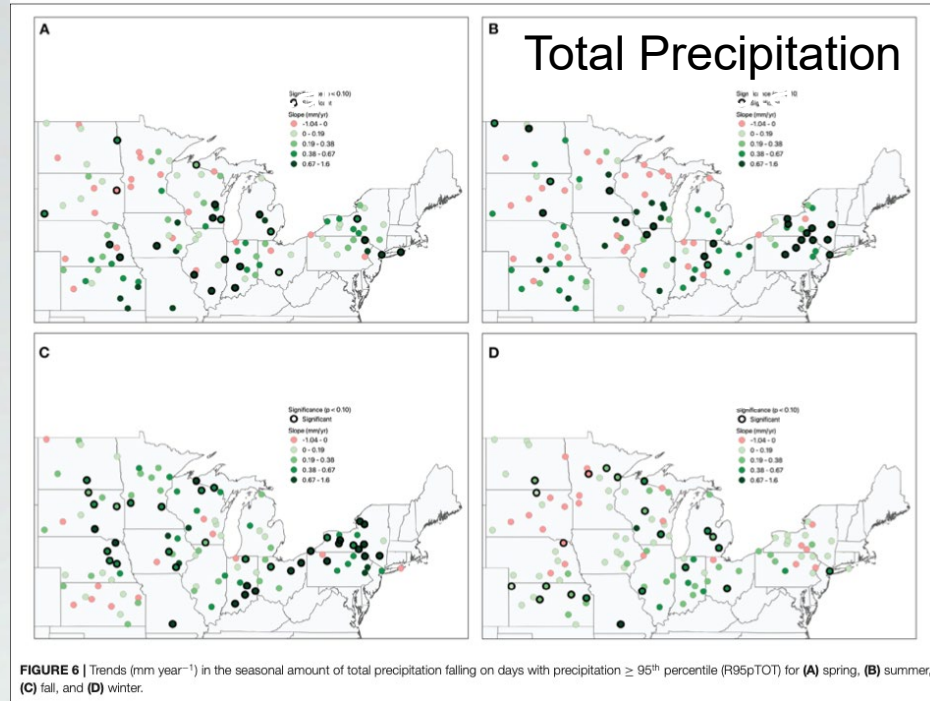 A
B
Total Precipitation
Slope (mm/yr)
-1.04 - 0
0 - 0.19
0.19 - 0.38
0.38 - 0.67
0.67 - 1.6
Slope (mm/yr)
-1.04 - 0
0 - 0.19
0.19 - 0.38
0.38 - 0.67
0.67 - 1.6
C
D
Significance (p < 0.10)
Significant
Slope (mm/yr)
-1.04 - 0
0 - 0.19
0.19 - 0.38
0.38 - 0.67
0.67 - 1.6
significance (p < 0.10)
Significant
Slope (mm/yr)
-1.04 - 0
0 - 0.19
0.19 - 0.38
0.38 - 0.67
0.67 - 1.6
FIGURE 6 | Trends (mm year⁻¹) in the seasonal amount of total precipitation falling on days with precipitation ≥ 95th percentile (R95pTOT) for (A) spring, (B) summer,
(C) fall, and (D) winter.